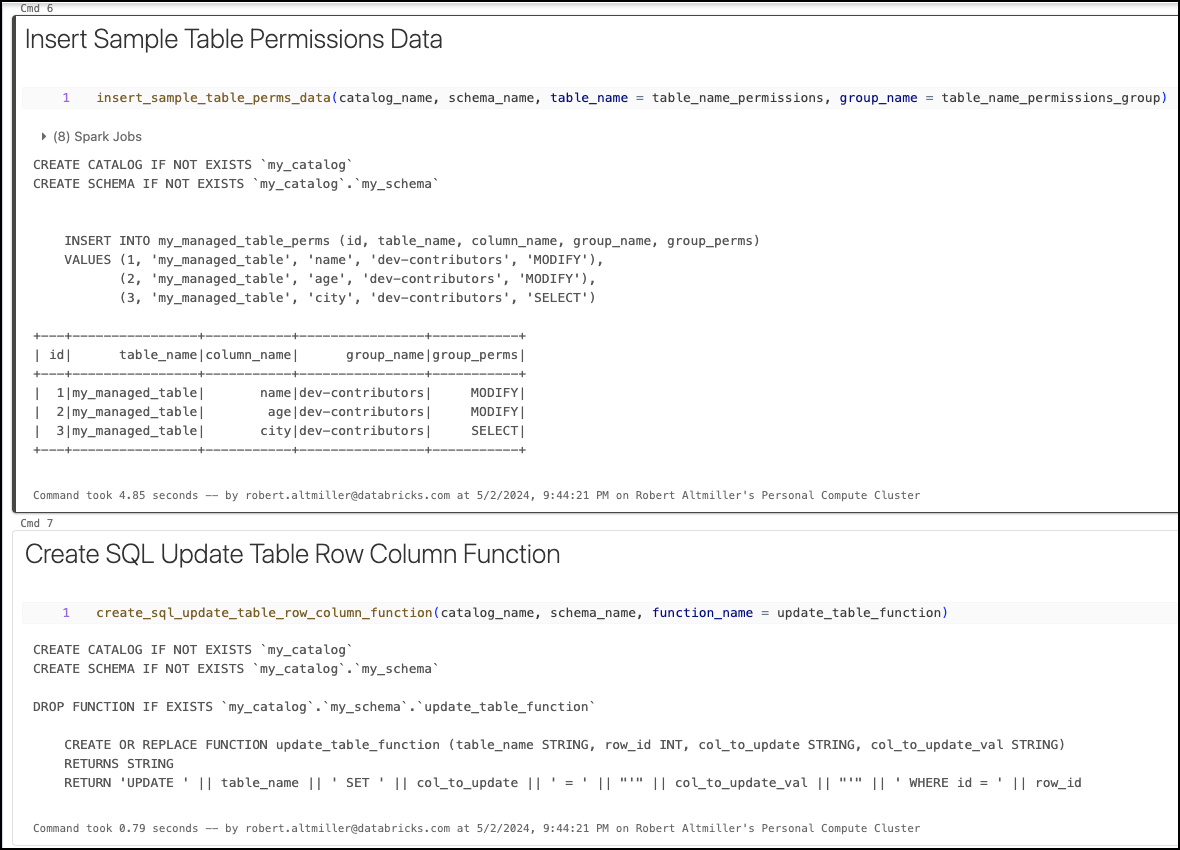 Cmd 6
Insert Sample Table Permissions Data
1 insert_sample_table_perms_data(catalog_name, schema_name, table_name = table_name_permissions, group_name = table_name_permissions_group)
(8) Spark Jobs
CREATE CATALOG IF NOT EXISTS `my_catalog`
CREATE SCHEMA IF NOT EXISTS `my_catalog`.`my_schema`
INSERT INTO my_managed_table_perms (id, table_name, column_name, group_name, group_perms)
VALUES (1, 'my_managed_table', 'name', 'dev-contributors', 'MODIFY'),
(2, 'my_managed_table', 'age', 'dev-contributors', 'MODIFY'),
(3, 'my_managed_table', 'city', 'dev-contributors', 'SELECT')
+---+----------------+-----------+----------------+-----------+
| id|      table_name|column_name|      group_name|group_perms|
+---+----------------+-----------+----------------+-----------+
|  1|my_managed_table|       name|dev-contributors|     MODIFY|
|  2|my_managed_table|        age|dev-contributors|     MODIFY|
|  3|my_managed_table|       city|dev-contributors|     SELECT|
+---+----------------+-----------+----------------+-----------+
Command took 4.85 seconds -- by robert.altmiller@databricks.com at 5/2/2024, 9:44:21 PM on Robert Altmiller's Personal Compute Cluster
Cmd 7
Create SQL Update Table Row Column Function
1 create_sql_update_table_row_column_function(catalog_name, schema_name, function_name = update_table_function)
CREATE CATALOG IF NOT EXISTS `my_catalog`
CREATE SCHEMA IF NOT EXISTS `my_catalog`.`my_schema`
DROP FUNCTION IF EXISTS `my_catalog`.`my_schema`.`update_table_function`
CREATE OR REPLACE FUNCTION update_table_function (table_name STRING, row_id INT, col_to_update STRING, col_to_update_val STRING)
RETURNS STRING
RETURN 'UPDATE ' || table_name || ' SET ' || col_to_update || ' = ' || "'" || col_to_update_val || "'" || ' WHERE id = ' || row_id
Command took 0.79 seconds -- by robert.altmiller@databricks.com at 5/2/2024, 9:44:21 PM on Robert Altmiller's Personal Compute Cluster